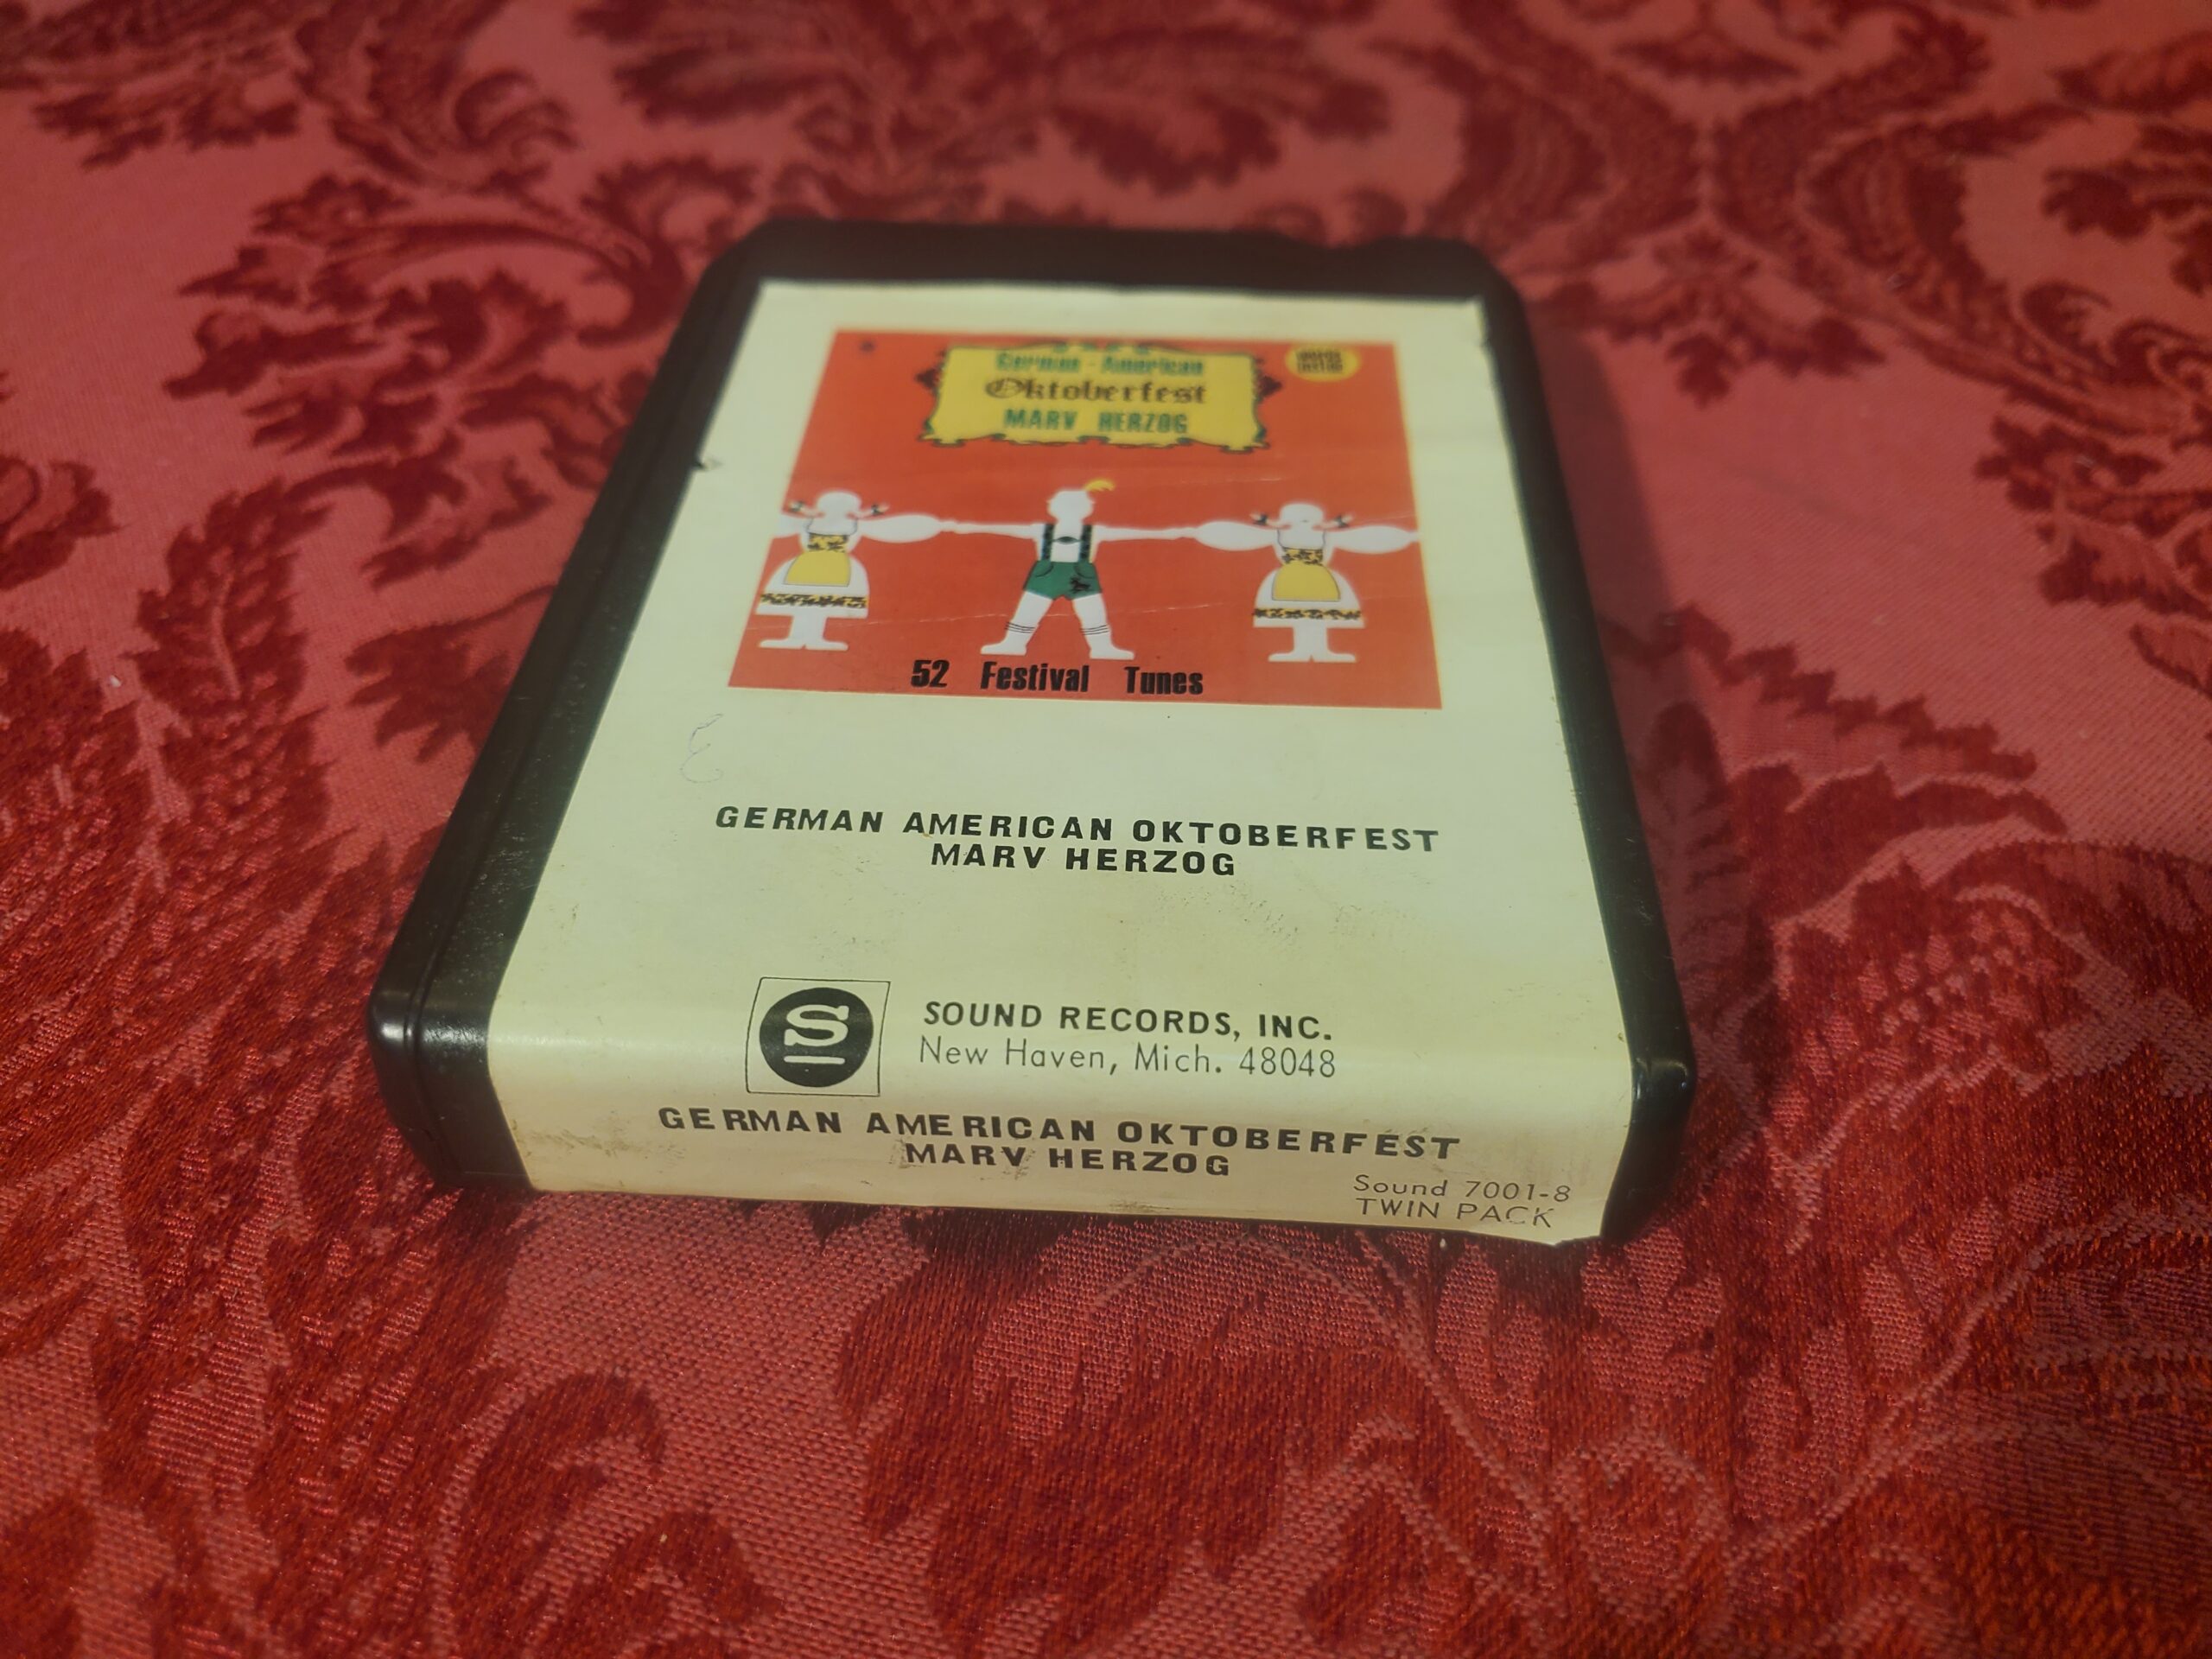 German-American
Oktoberfest
MARV HERZOG
52 Festival Tunes
GERMAN AMERICAN OKTOBERFEST
MARV HERZOG
S
SOUND RECORDS, INC.
New Haven, Mich. 48048
GERMAN AMERICAN OKTOBERFEST
MARV HERZOG
Sound 7001-8
TWIN PACK